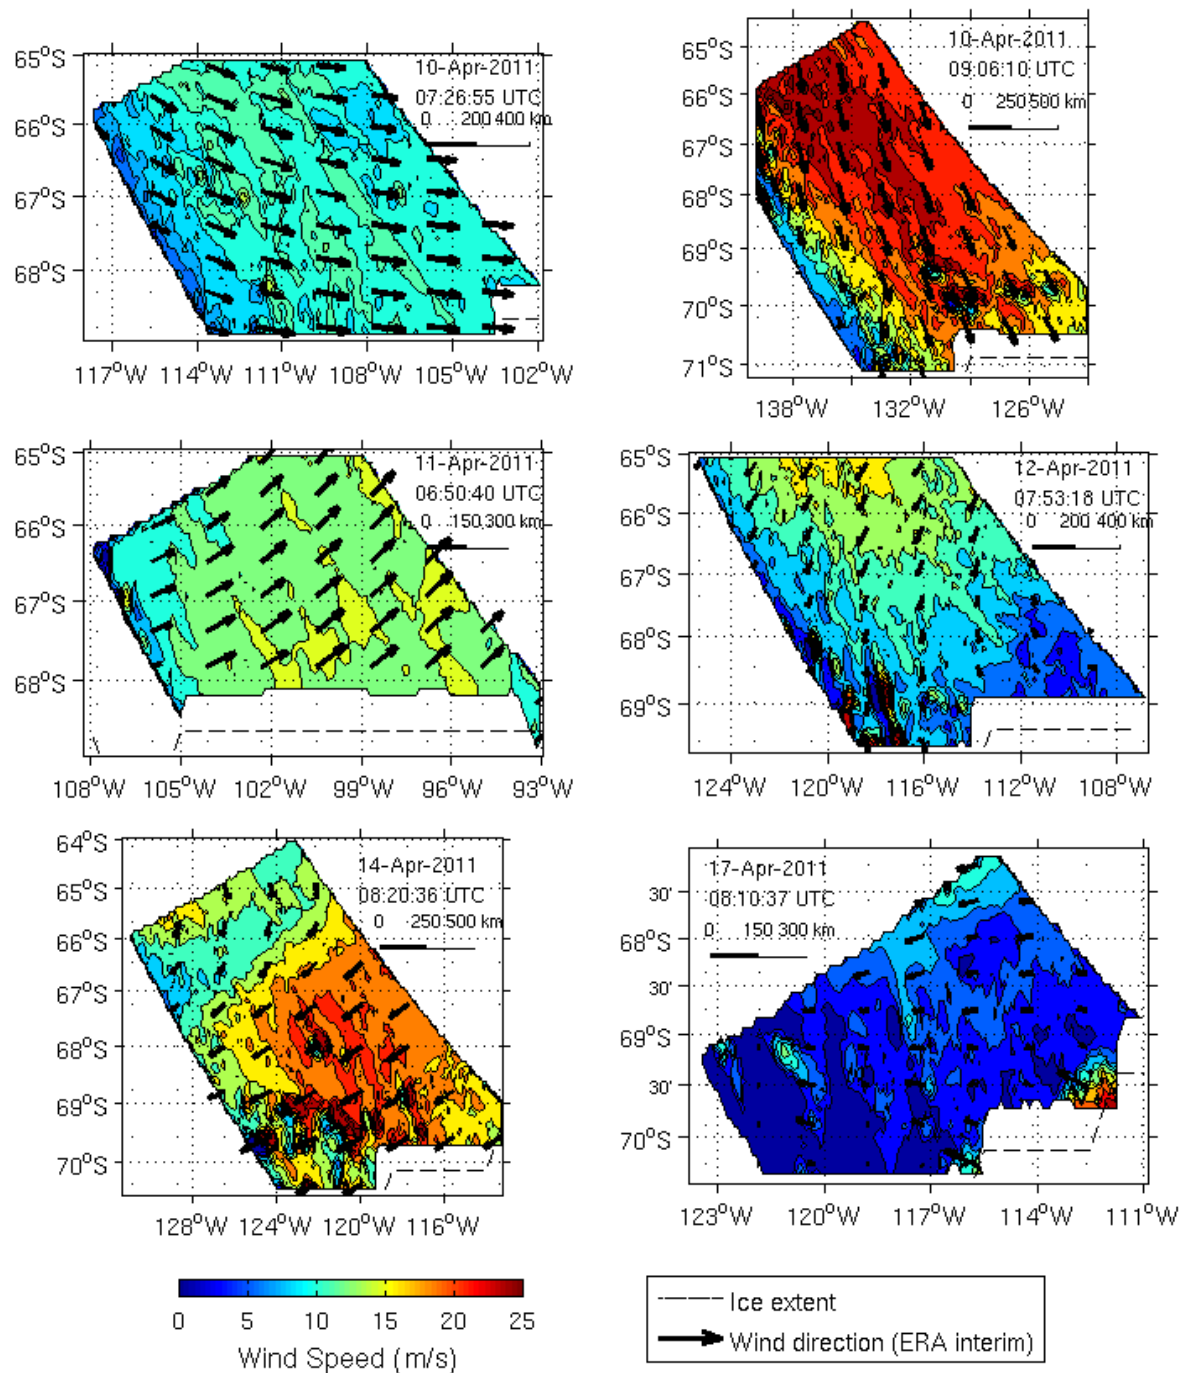 65°S
66°S
67°S
68°S
10-Apr-2011
07:26:55 UTC
0 200 400 km
117°W 114°W 111°W 108°W 105°W 102°W
65°S
66°S
67°S
68°S
69°S
70°S
71°S
10-Apr-2011
09:06:10 UTC
0 250 500 km
138°W 132°W 126°W
65°S
66°S
67°S
68°S
11-Apr-2011
06:50:40 UTC
0 150 300 km
108°W 105°W 102°W 99°W 96°W 93°W
65°S
66°S
67°S
68°S
69°S
12-Apr-2011
07:53:18 UTC
0 200 400 km
124°W 120°W 116°W 112°W 108°W
64°S
65°S
66°S
67°S
68°S
69°S
70°S
14-Apr-2011
08:20:36 UTC
0 250 500 km
128°W 124°W 120°W 116°W
30'
68°S
30'
69°S
30'
70°S
17-Apr-2011
08:10:37 UTC
0 150 300 km
123°W 120°W 117°W 114°W 111°W
0 5 10 15 20 25
Wind Speed (m/s)
Ice extent
Wind direction (ERA interim)